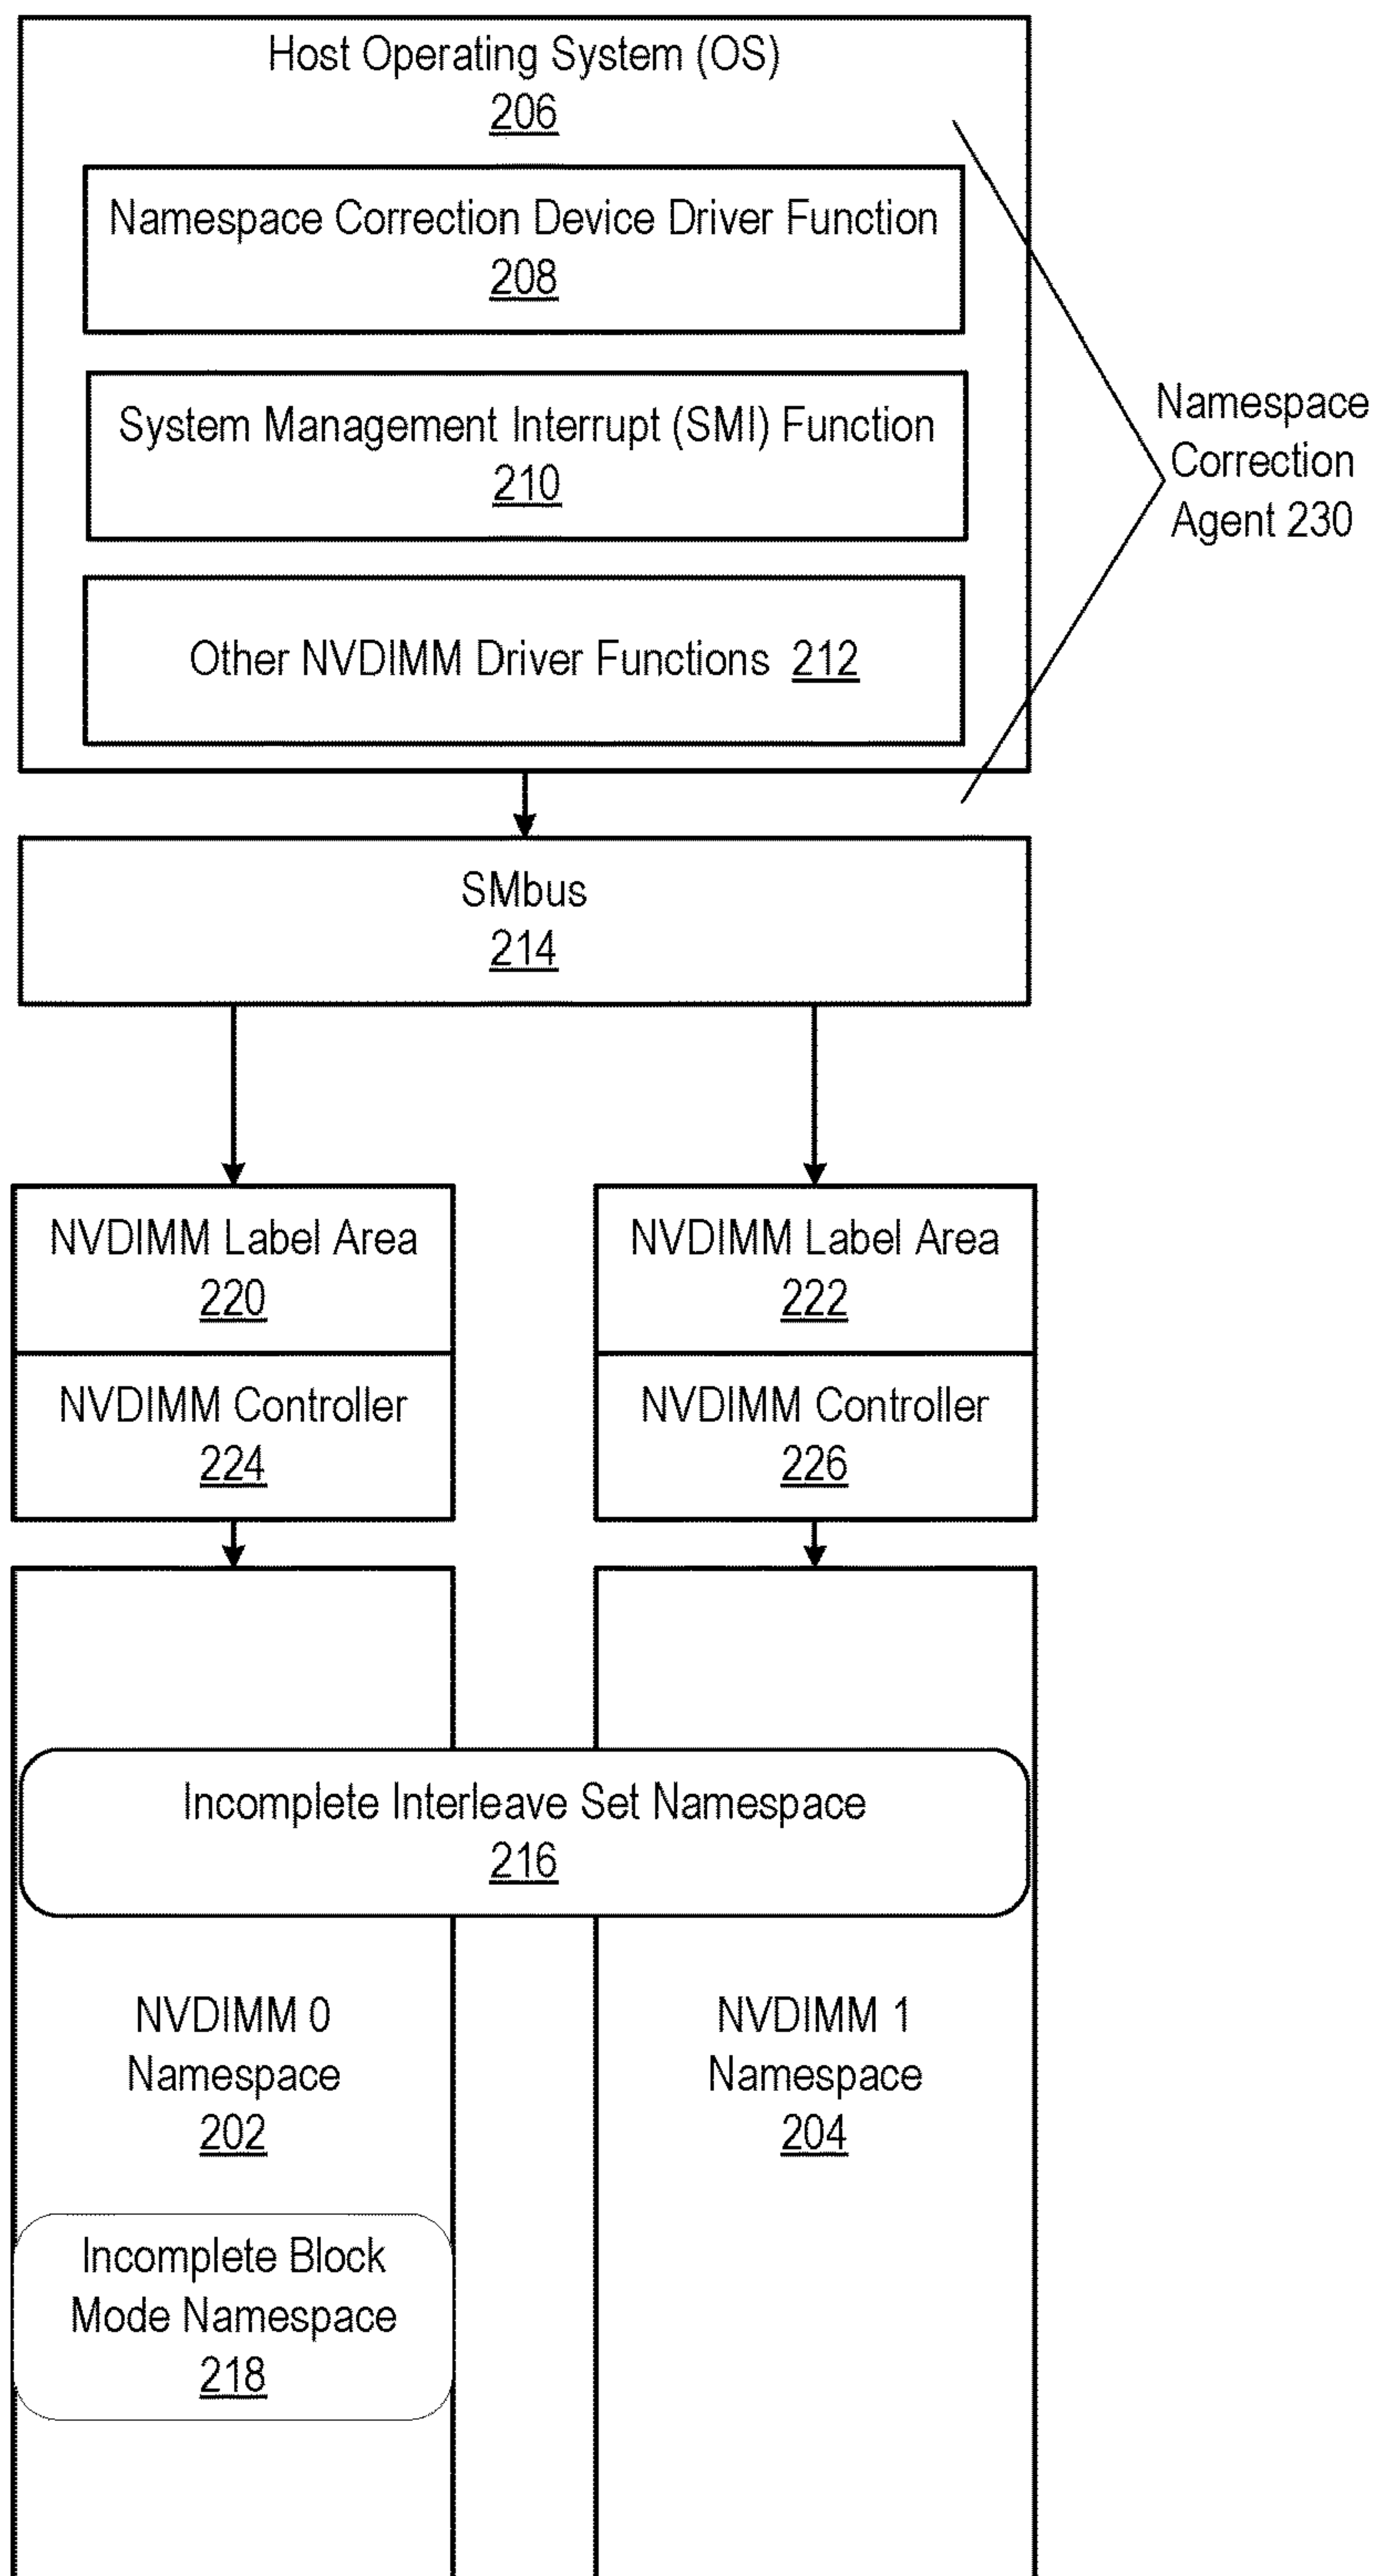 Host Operating System (OS)
206
Namespace Correction Device Driver Function
208
System Management Interrupt (SMI) Function
210
Other NVDIMM Driver Functions 212
Namespace
Correction
Agent 230
SMbus
214
NVDIMM Label Area
220
NVDIMM Controller
224
NVDIMM Label Area
222
NVDIMM Controller
226
Incomplete Interleave Set Namespace
216
NVDIMM 0
Namespace
202
NVDIMM 1
Namespace
204
Incomplete Block
Mode Namespace
218